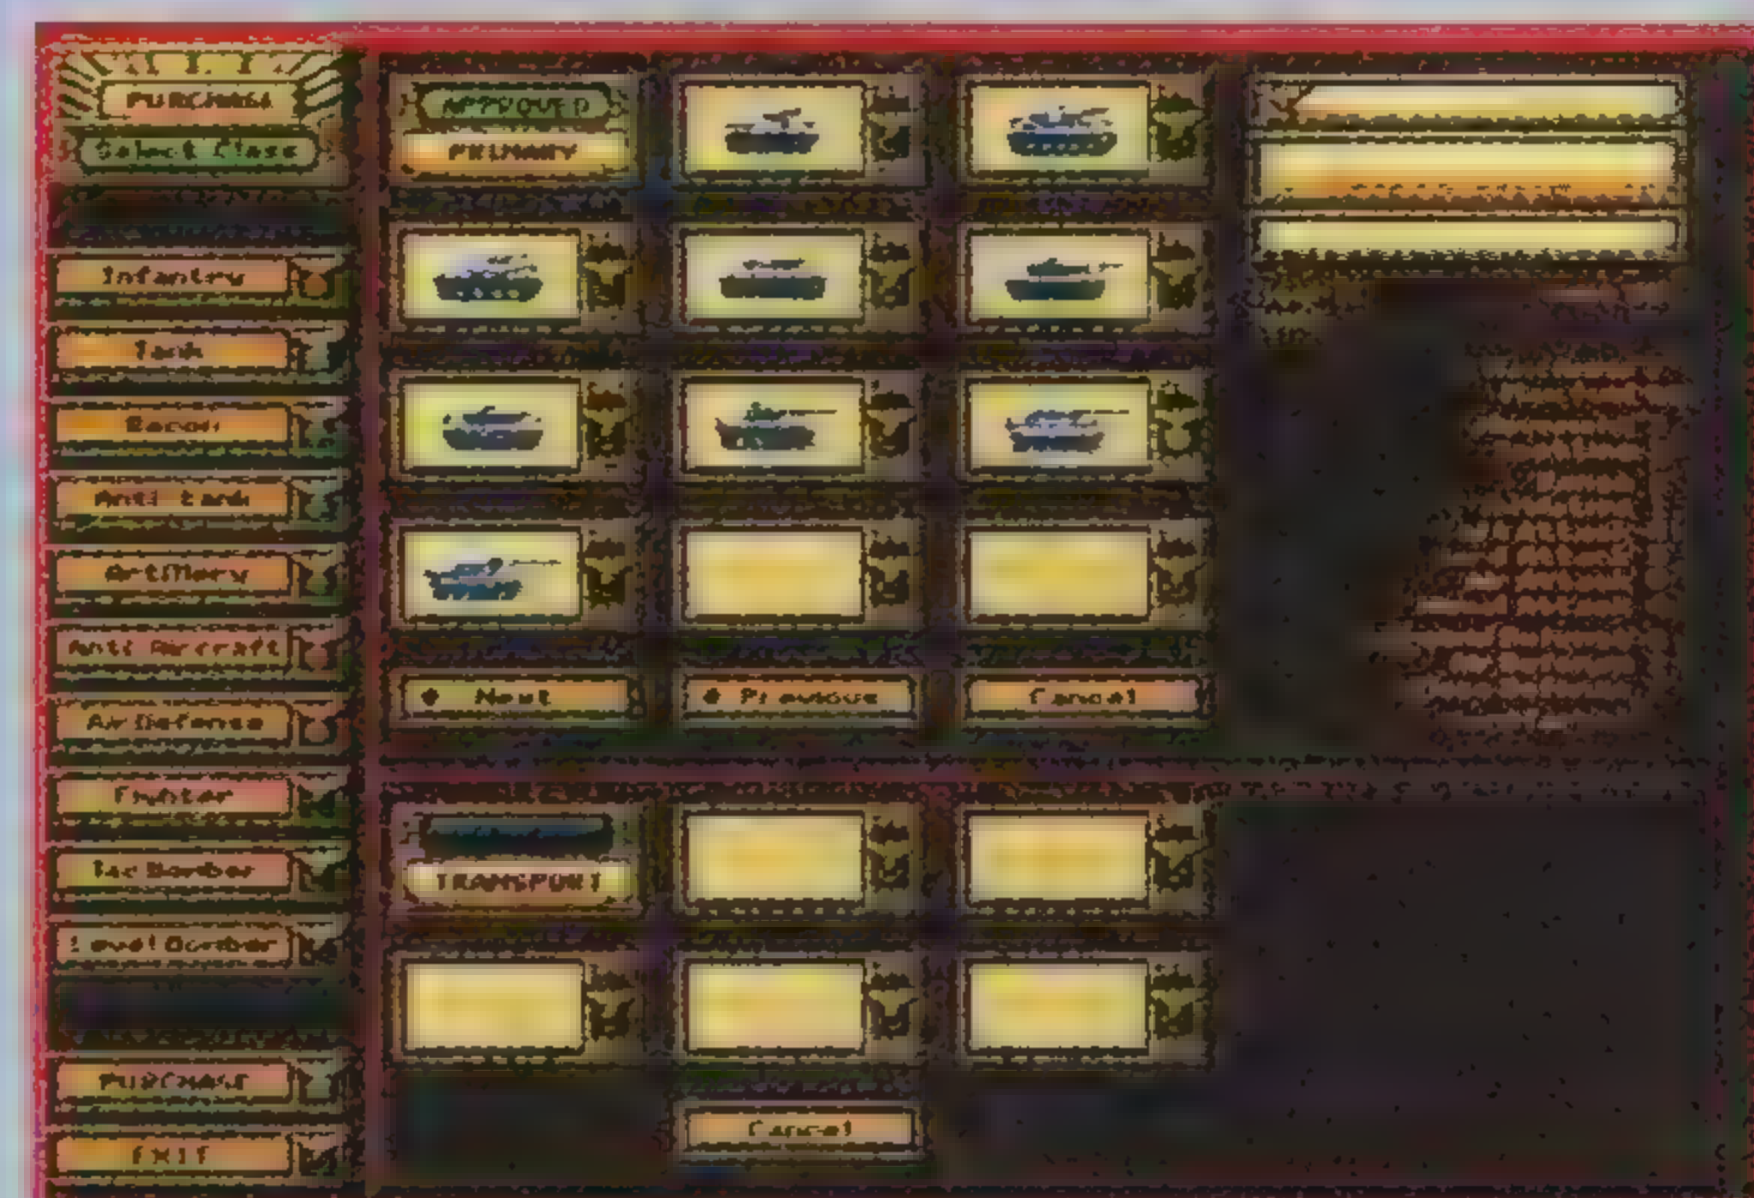 PURCHASE
Select Class
Infantry
Tank
Recon
Anti tank
Artillery
Anti Aircraft
Air Defense
Fighter
Tac Bomber
Level Bomber
PURCHASE
EXIT
APPROVED
PRIMARY
Next
Previous
Cancel
TRANSPORT
Cancel